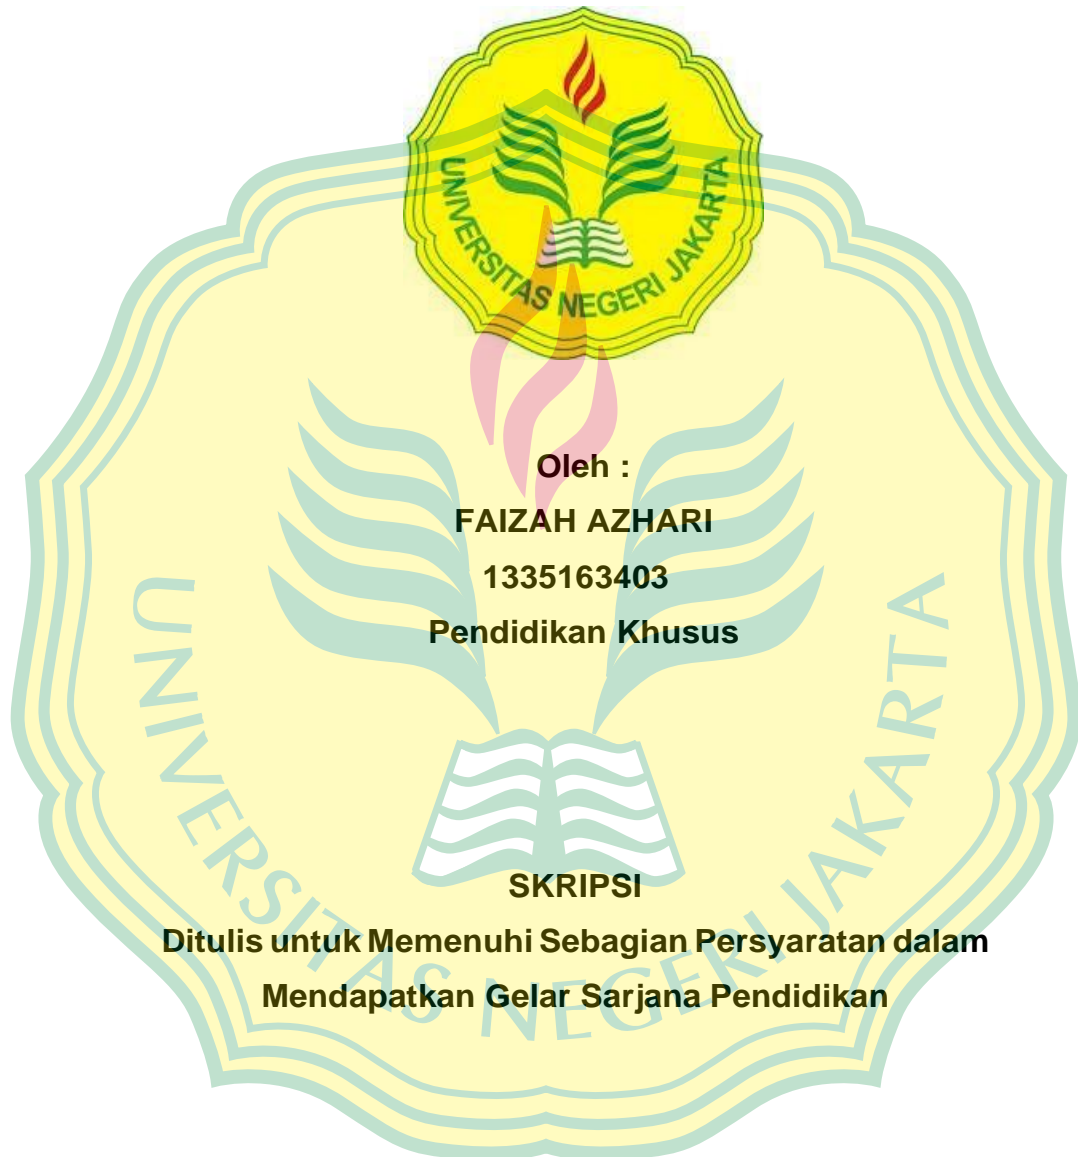 UNIVERSITAS NEGERI JAKARTA
Oleh :
FAIZAH AZHARI
1335163403
Pendidikan Khusus
SKRIPSI
Ditulis untuk Memenuhi Sebagian Persyaratan dalam
Mendapatkan Gelar Sarjana Pendidikan
UNIVERSITAS NEGERI JAKARTA